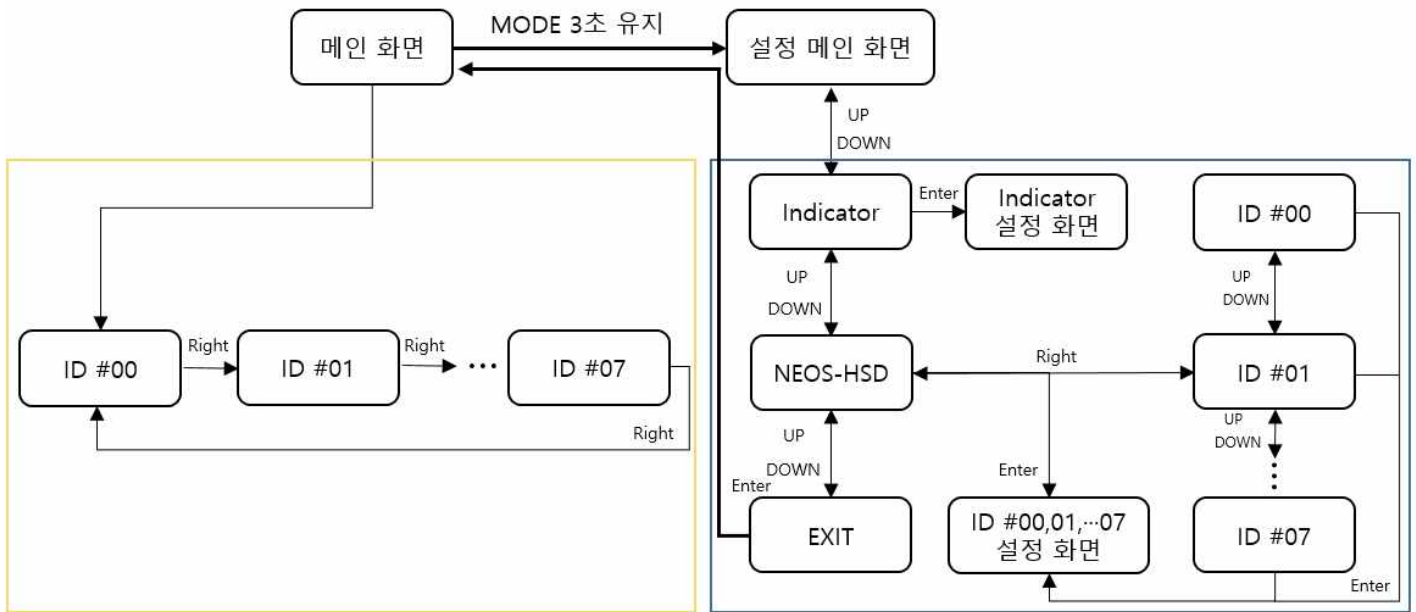 MODE 3초 유지
메인 화면
설정 메인 화면
UP
DOWN
Indicator
Enter
Indicator
설정 화면
ID #00
UP
DOWN
UP
DOWN
ID #00
Right
ID #01
Right
···
ID #07
Right
NEOS-HSD
Right
ID #01
UP
DOWN
Enter
UP
DOWN
Enter
EXIT
ID #00,01,···07
설정 화면
ID #07
Enter